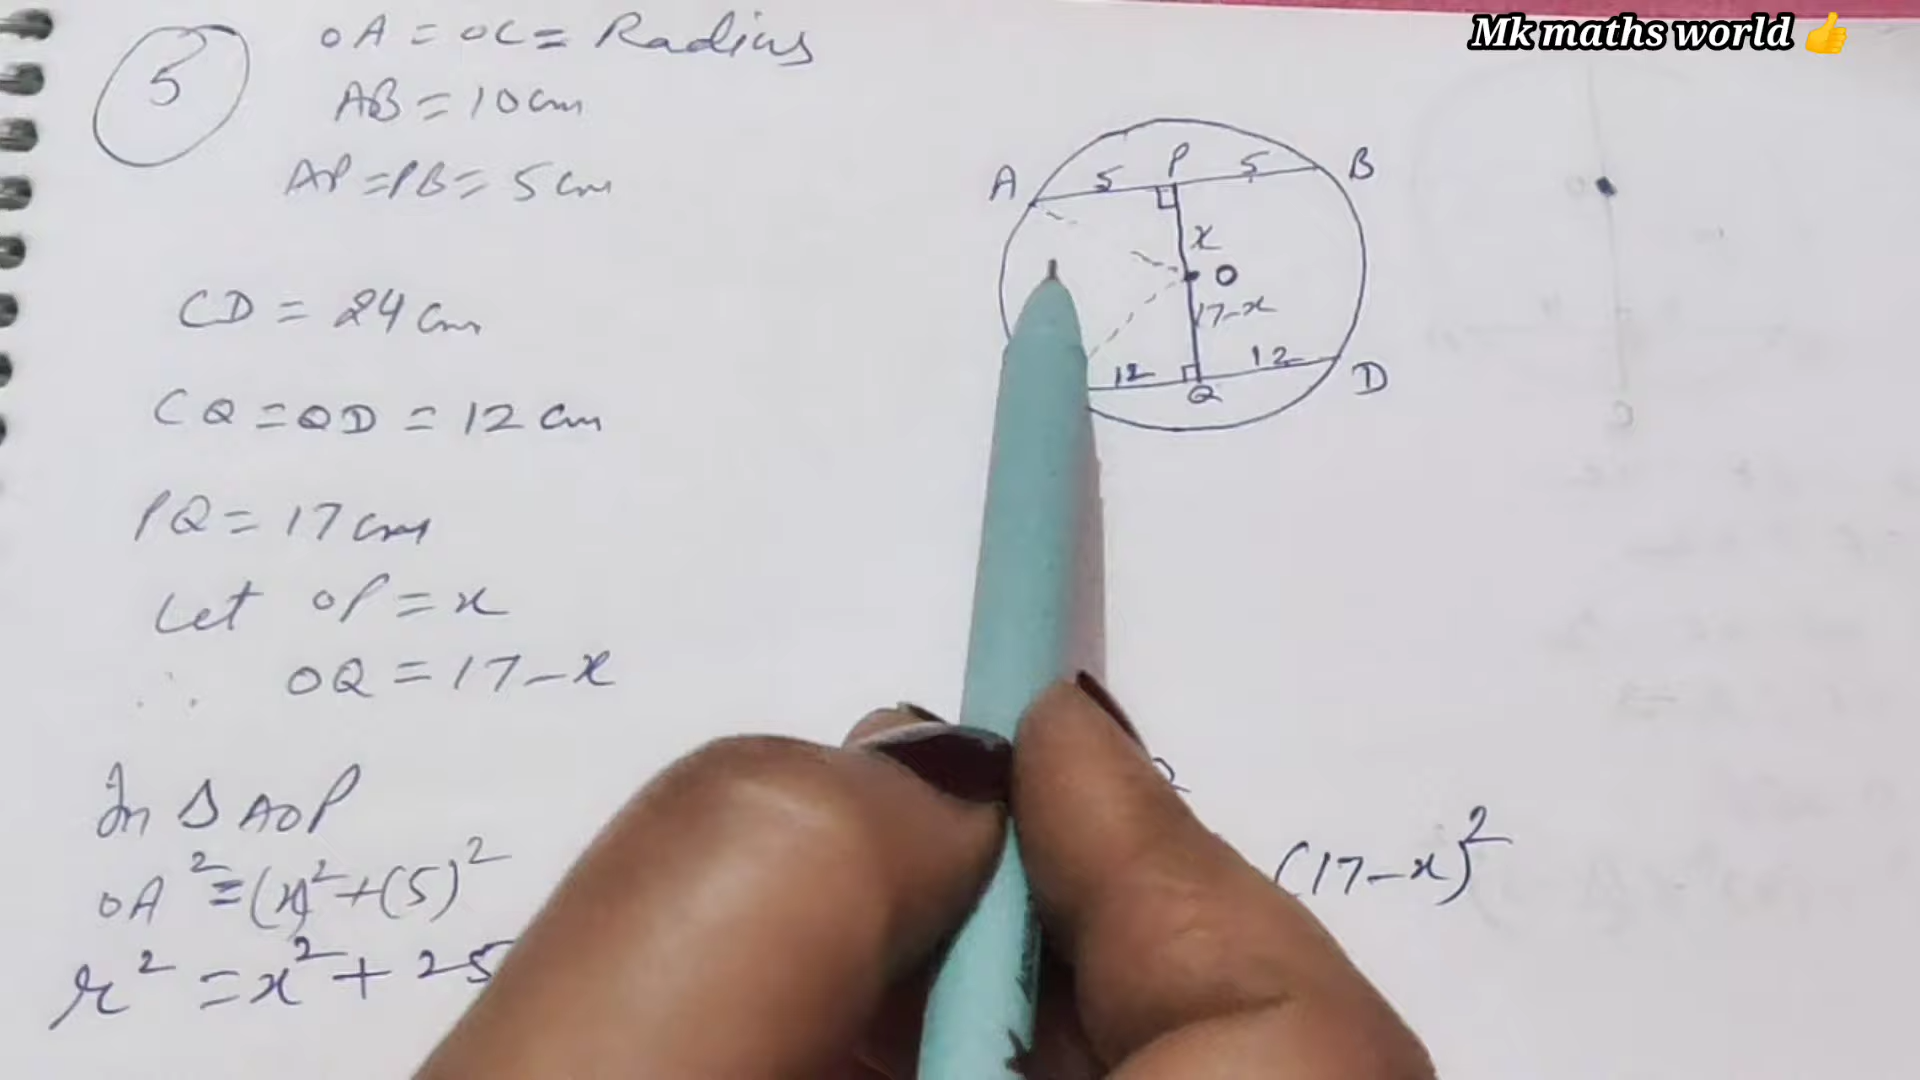 Mk maths world 👍
5
OA = OC = Radius
AB = 10 cm
AP = PB = 5 cm
CD = 24 cm
CQ = QD = 12 cm
PQ = 17 cm
Let OP = x
∴ OQ = 17 - x
In Δ AOP
OA² = (x)² + (5)²
r² = x² + 25
A 5 P 5 B
x
O
17-x
12 Q 12 D
(17-x)²